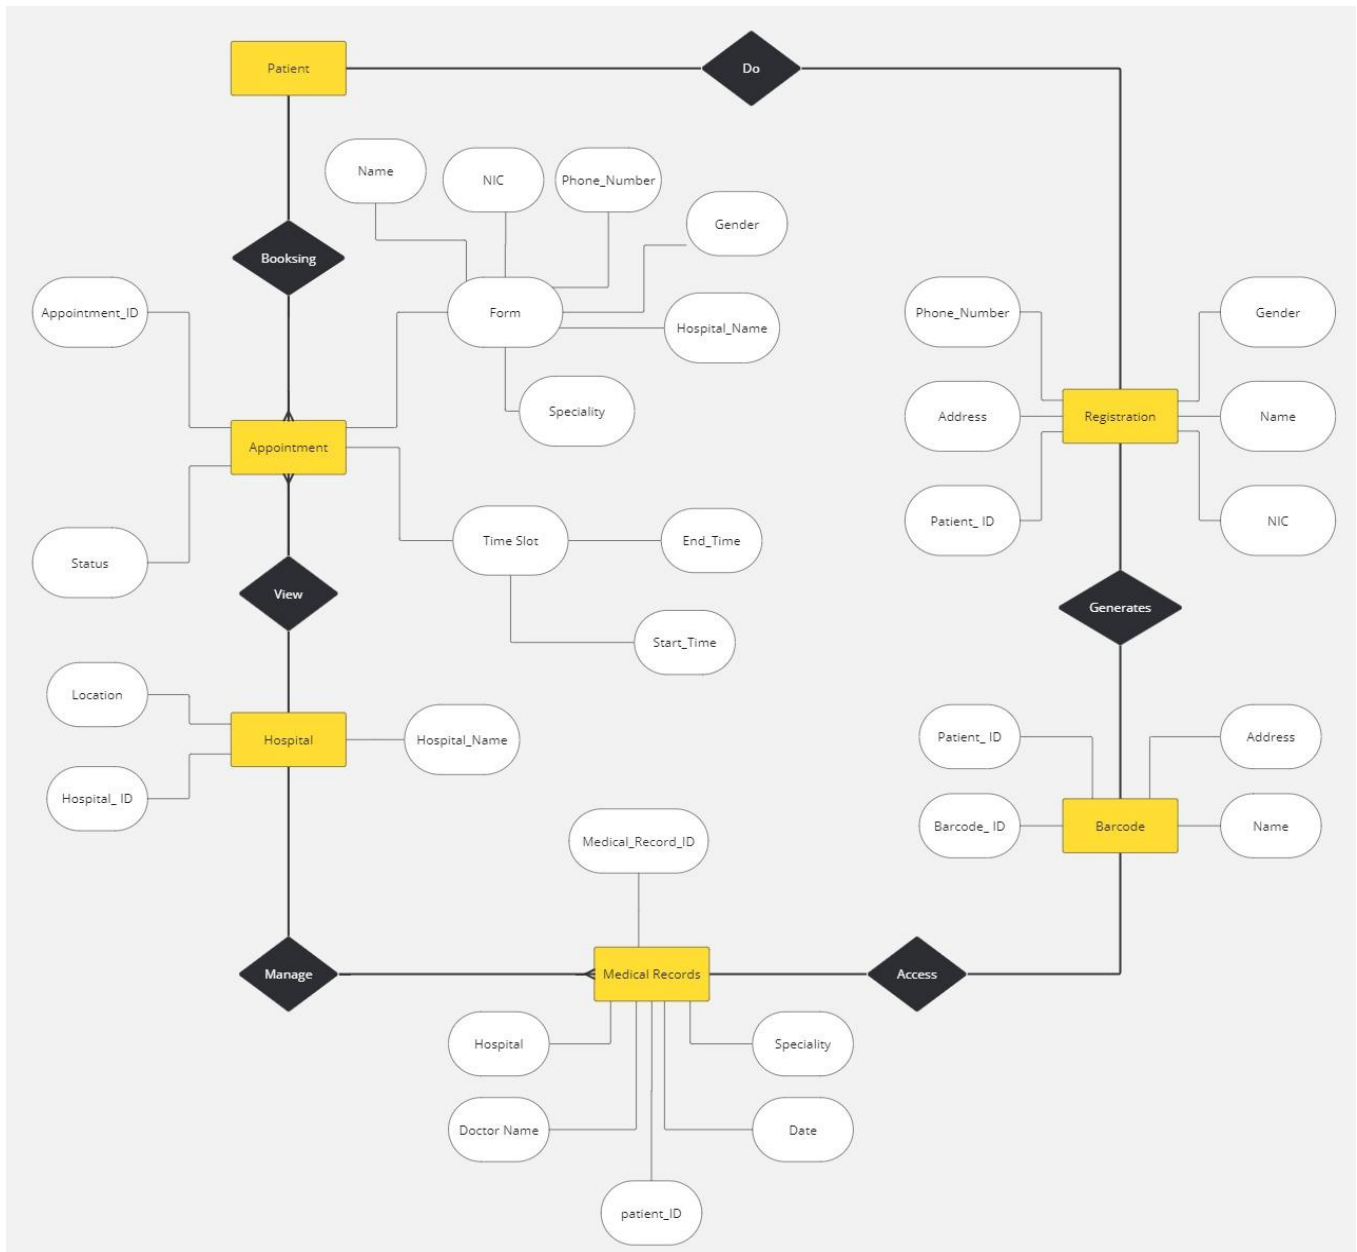 Patient
Do
Name
NIC
Phone_Number
Gender
Booksing
Appointment_ID
Form
Hospital_Name
Phone_Number
Gender
Speciality
Address
Registration
Name
Appointment
Patient_ ID
NIC
Time Slot
End_Time
Status
View
Generates
Start_Time
Location
Hospital
Hospital_Name
Patient_ ID
Address
Hospital_ ID
Barcode_ ID
Barcode
Name
Medical_Record_ID
Manage
Medical Records
Access
Hospital
Speciality
Doctor Name
Date
patient_ID